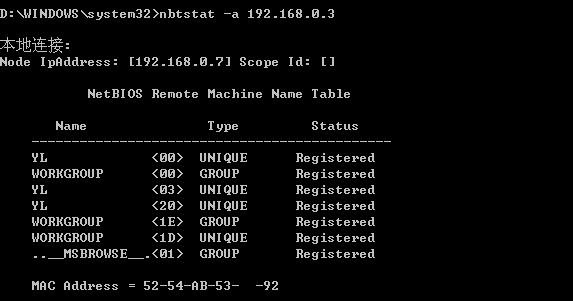 D:\WINDOWS\system32>nbtstat -a 192.168.0.3
本地连接:
Node IpAddress: [192.168.0.7] Scope Id: []
NetBIOS Remote Machine Name Table
Name Type Status
---------------------------------------------
YL <00> UNIQUE Registered
WORKGROUP <00> GROUP Registered
YL <03> UNIQUE Registered
YL <20> UNIQUE Registered
WORKGROUP <1E> GROUP Registered
WORKGROUP <1D> UNIQUE Registered
..__MSBROWSE__.<01> GROUP Registered
MAC Address = 52-54-AB-53- -92